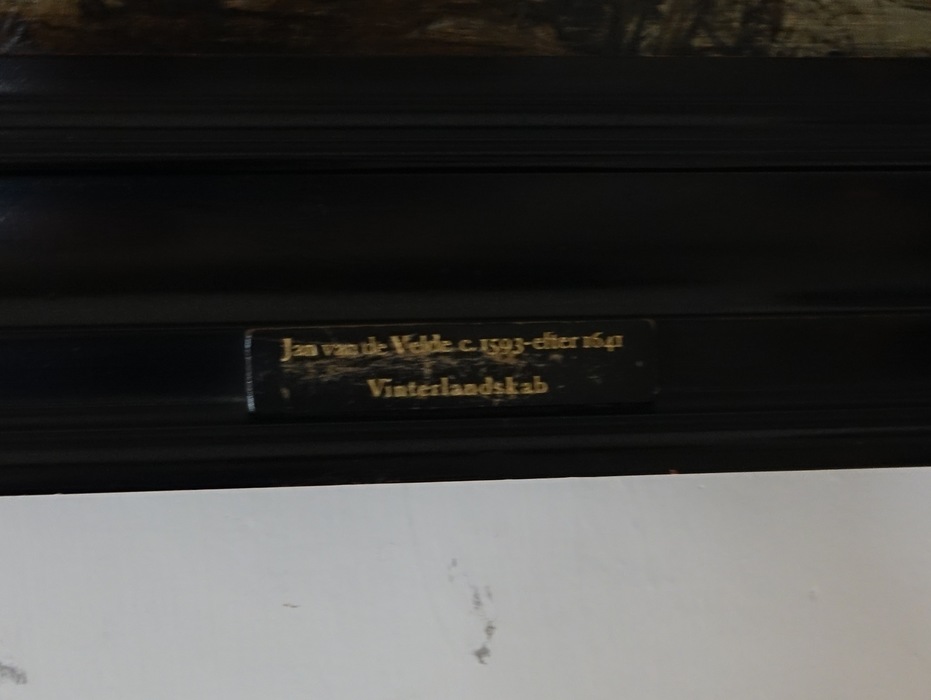 Jan van de Velde c. 1593-efter 1641
Vinterlandskab